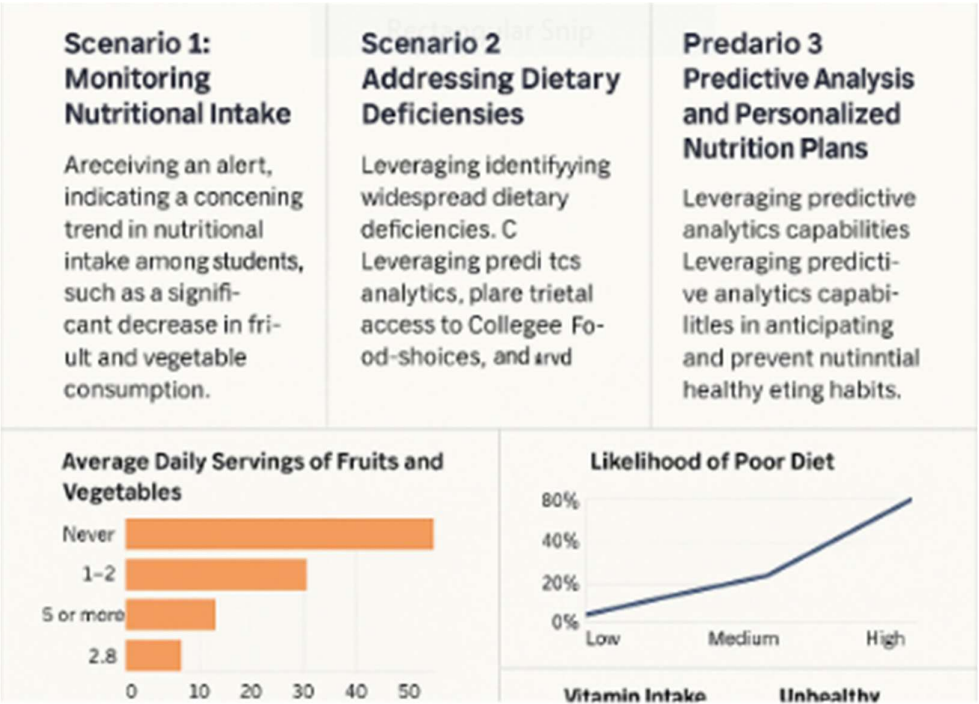 Rectangular Snip
Scenario 1:
Monitoring
Nutritional Intake
Areceiving an alert,
indicating a concening
trend in nutritional
intake among students,
such as a signifi-
cant decrease in fri-
ult and vegetable
consumption.
Scenario 2
Addressing Dietary
Deficiensies
Leveraging identifyying
widespread dietary
deficiencies. C
Leveraging predi tcs
analytics, plare trietal
access to Collegee Fo-
od-shoices, and arvd
Predario 3
Predictive Analysis
and Personalized
Nutrition Plans
Leveraging predictive
analytics capabilities
Leveraging predicti-
ve analytics capabi-
litles in anticipating
and prevent nutinntial
healthy eting habits.
Average Daily Servings of Fruits and
Vegetables
Never
1–2
5 or more
2.8
0 10 20 30 40 50
Likelihood of Poor Diet
80%
40%
20%
0%
Low Medium High
Vitamin Intake Unhealthy